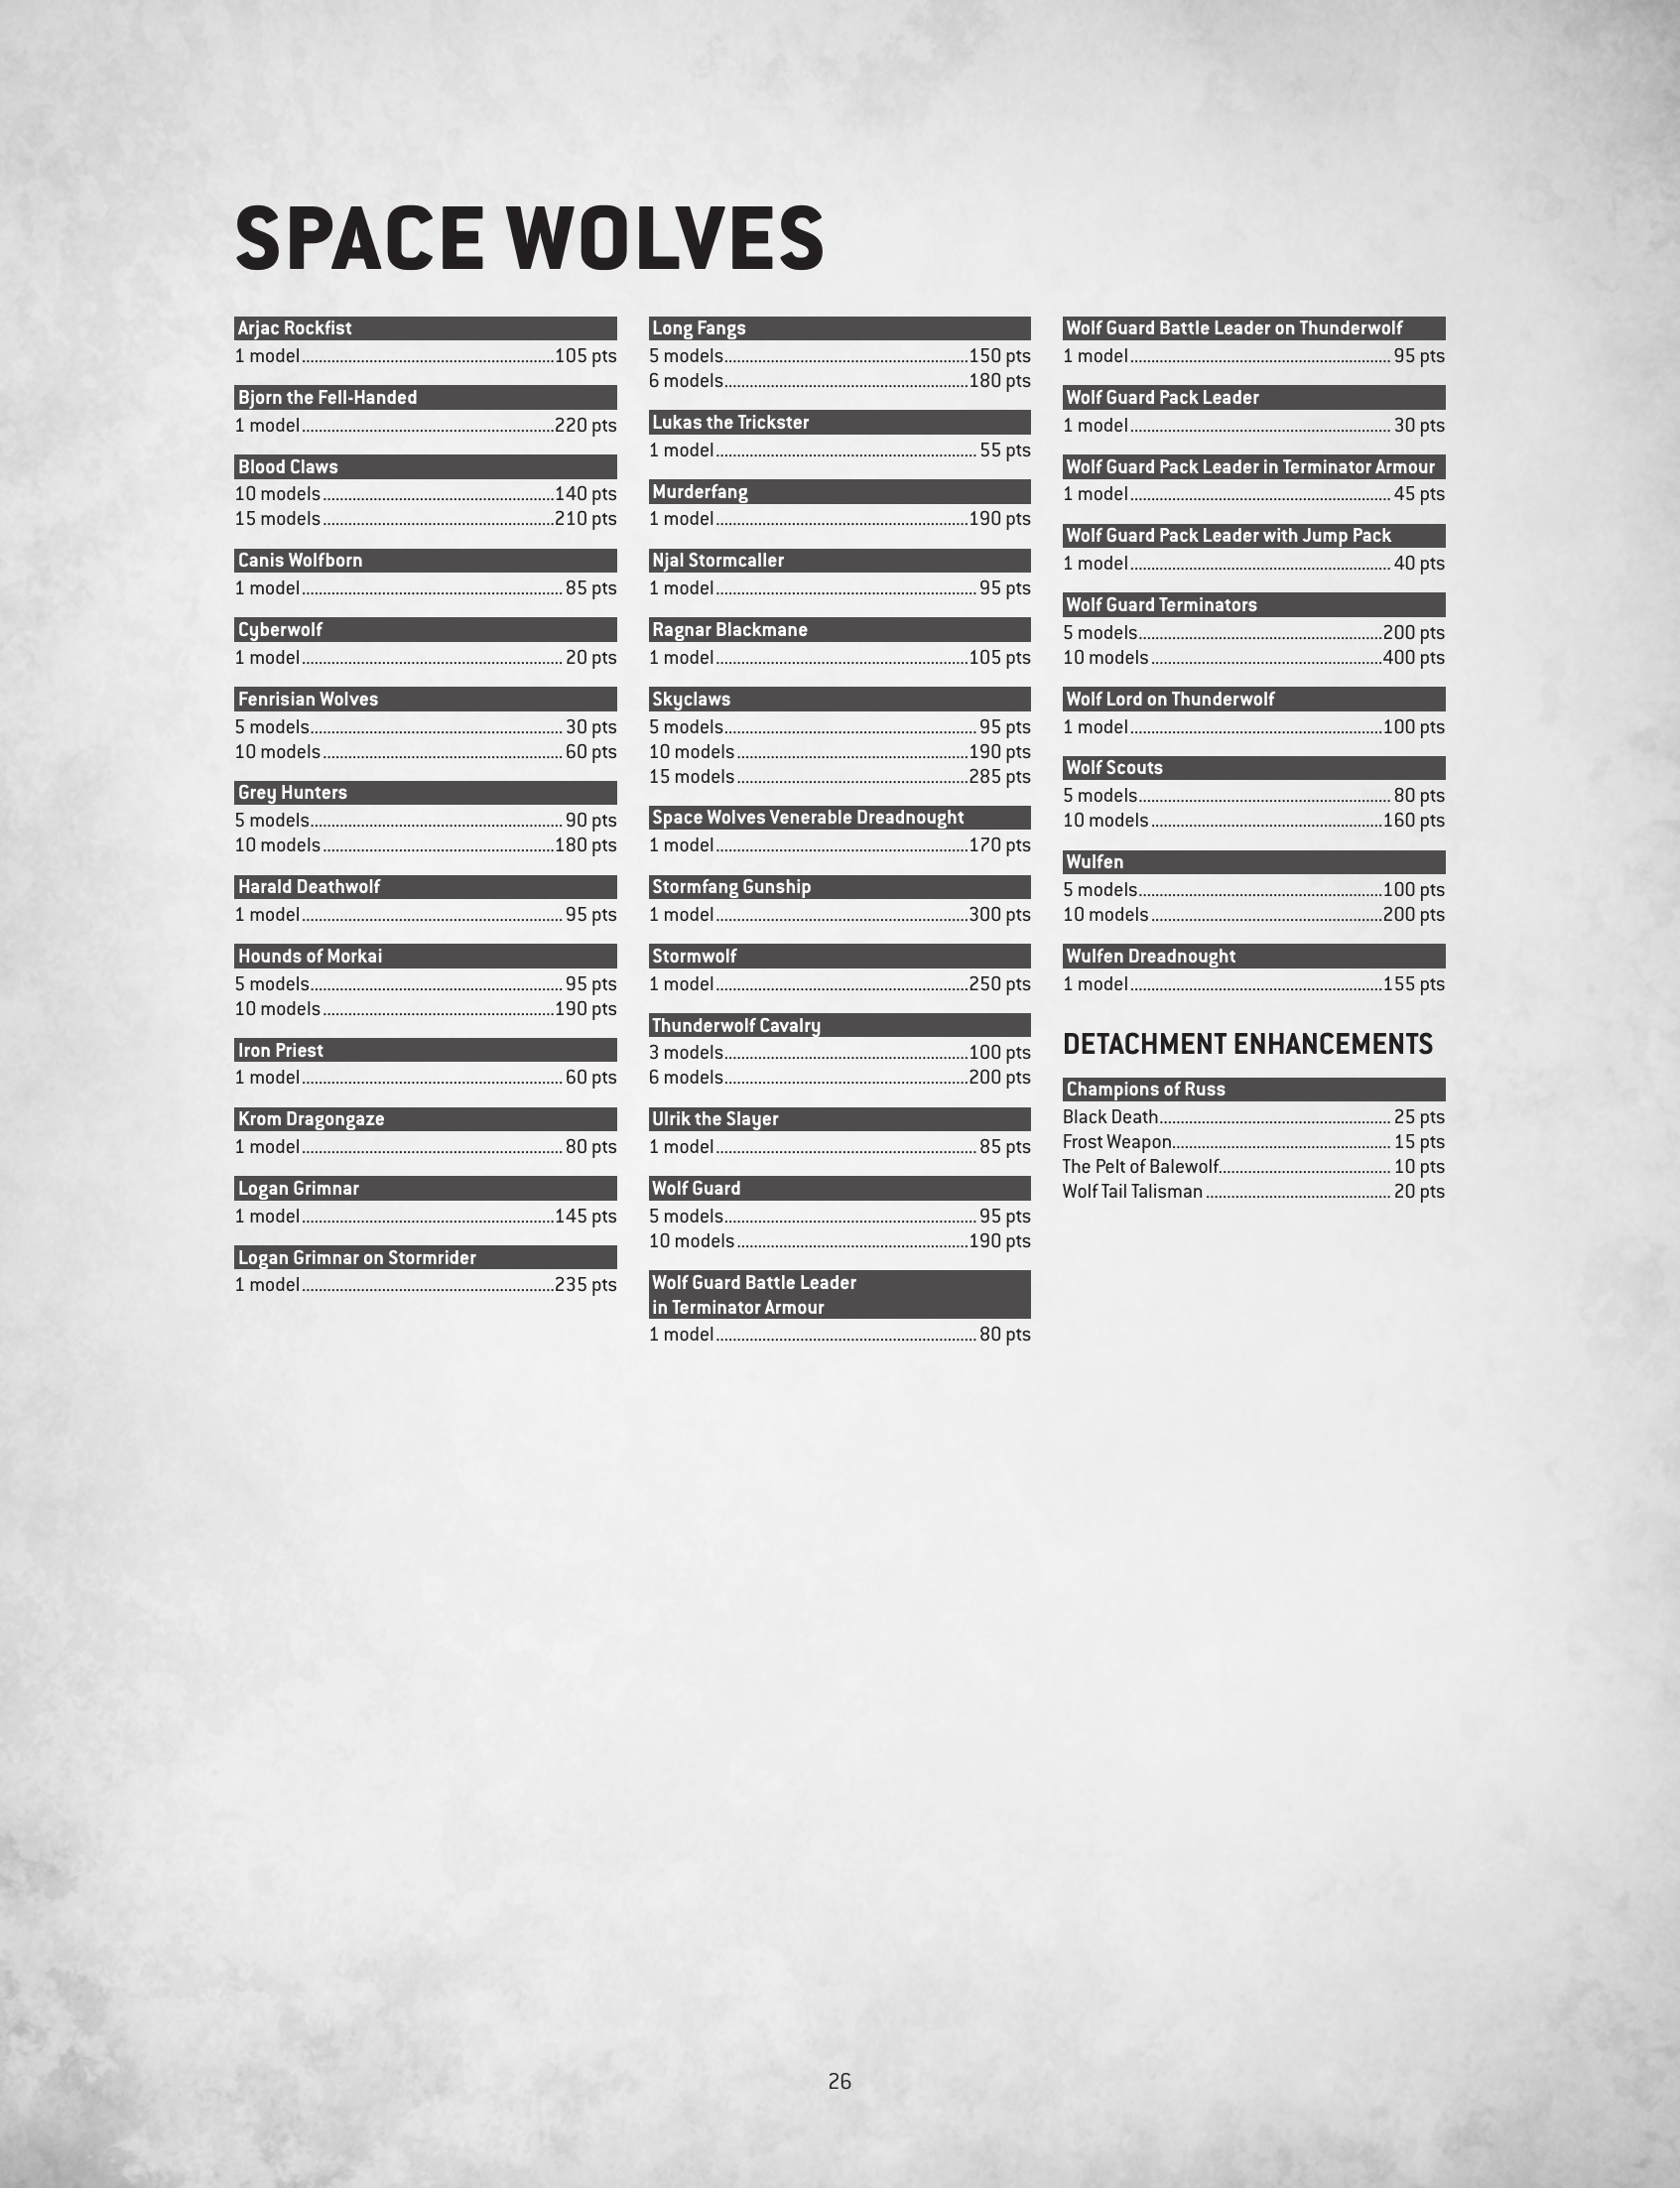 SPACE WOLVES
Arjac Rockfist
1 model............................................................105 pts
Bjorn the Fell-Handed
1 model............................................................220 pts
Blood Claws
10 models.......................................................140 pts
15 models.......................................................210 pts
Canis Wolfborn
1 model.............................................................. 85 pts
Cyberwolf
1 model.............................................................. 20 pts
Fenrisian Wolves
5 models............................................................ 30 pts
10 models......................................................... 60 pts
Grey Hunters
5 models............................................................ 90 pts
10 models.......................................................180 pts
Harald Deathwolf
1 model.............................................................. 95 pts
Hounds of Morkai
5 models............................................................ 95 pts
10 models.......................................................190 pts
Iron Priest
1 model.............................................................. 60 pts
Krom Dragongaze
1 model.............................................................. 80 pts
Logan Grimnar
1 model............................................................145 pts
Logan Grimnar on Stormrider
1 model............................................................235 pts
Long Fangs
5 models..........................................................150 pts
6 models..........................................................180 pts
Lukas the Trickster
1 model.............................................................. 55 pts
Murderfang
1 model............................................................190 pts
Njal Stormcaller
1 model.............................................................. 95 pts
Ragnar Blackmane
1 model............................................................105 pts
Skyclaws
5 models............................................................ 95 pts
10 models.......................................................190 pts
15 models.......................................................285 pts
Space Wolves Venerable Dreadnought
1 model............................................................170 pts
Stormfang Gunship
1 model............................................................300 pts
Stormwolf
1 model............................................................250 pts
Thunderwolf Cavalry
3 models..........................................................100 pts
6 models..........................................................200 pts
Ulrik the Slayer
1 model.............................................................. 85 pts
Wolf Guard
5 models............................................................ 95 pts
10 models.......................................................190 pts
Wolf Guard Battle Leader
in Terminator Armour
1 model.............................................................. 80 pts
Wolf Guard Battle Leader on Thunderwolf
1 model.............................................................. 95 pts
Wolf Guard Pack Leader
1 model.............................................................. 30 pts
Wolf Guard Pack Leader in Terminator Armour
1 model.............................................................. 45 pts
Wolf Guard Pack Leader with Jump Pack
1 model.............................................................. 40 pts
Wolf Guard Terminators
5 models..........................................................200 pts
10 models.......................................................400 pts
Wolf Lord on Thunderwolf
1 model............................................................100 pts
Wolf Scouts
5 models............................................................ 80 pts
10 models.......................................................160 pts
Wulfen
5 models..........................................................100 pts
10 models.......................................................200 pts
Wulfen Dreadnought
1 model............................................................155 pts
DETACHMENT ENHANCEMENTS
Champions of Russ
Black Death....................................................... 25 pts
Frost Weapon.................................................... 15 pts
The Pelt of Balewolf......................................... 10 pts
Wolf Tail Talisman............................................ 20 pts
26